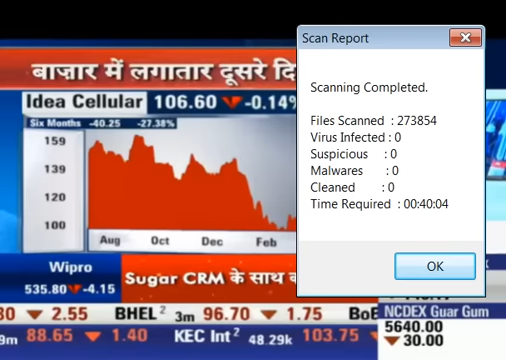 Scan Report
Scanning Completed.
Files Scanned : 273854
Virus Infected : 0
Suspicious : 0
Malwares : 0
Cleaned : 0
Time Required : 00:40:04
OK
बाज़ार में लगातार दूसरे
Idea Cellular 106.60 -0.14%
Six Months -40.25 -27.38%
159
139
120
100
Aug Oct Dec Feb
Wipro
535.80 -4.15
Sugar CRM के साथ
2.55 BHEL 2 3m 96.70 1.75
88.65 1.40 KEC Int 2 48.29k 103.75
NCDEX Guar Gum
5640.00
30.00